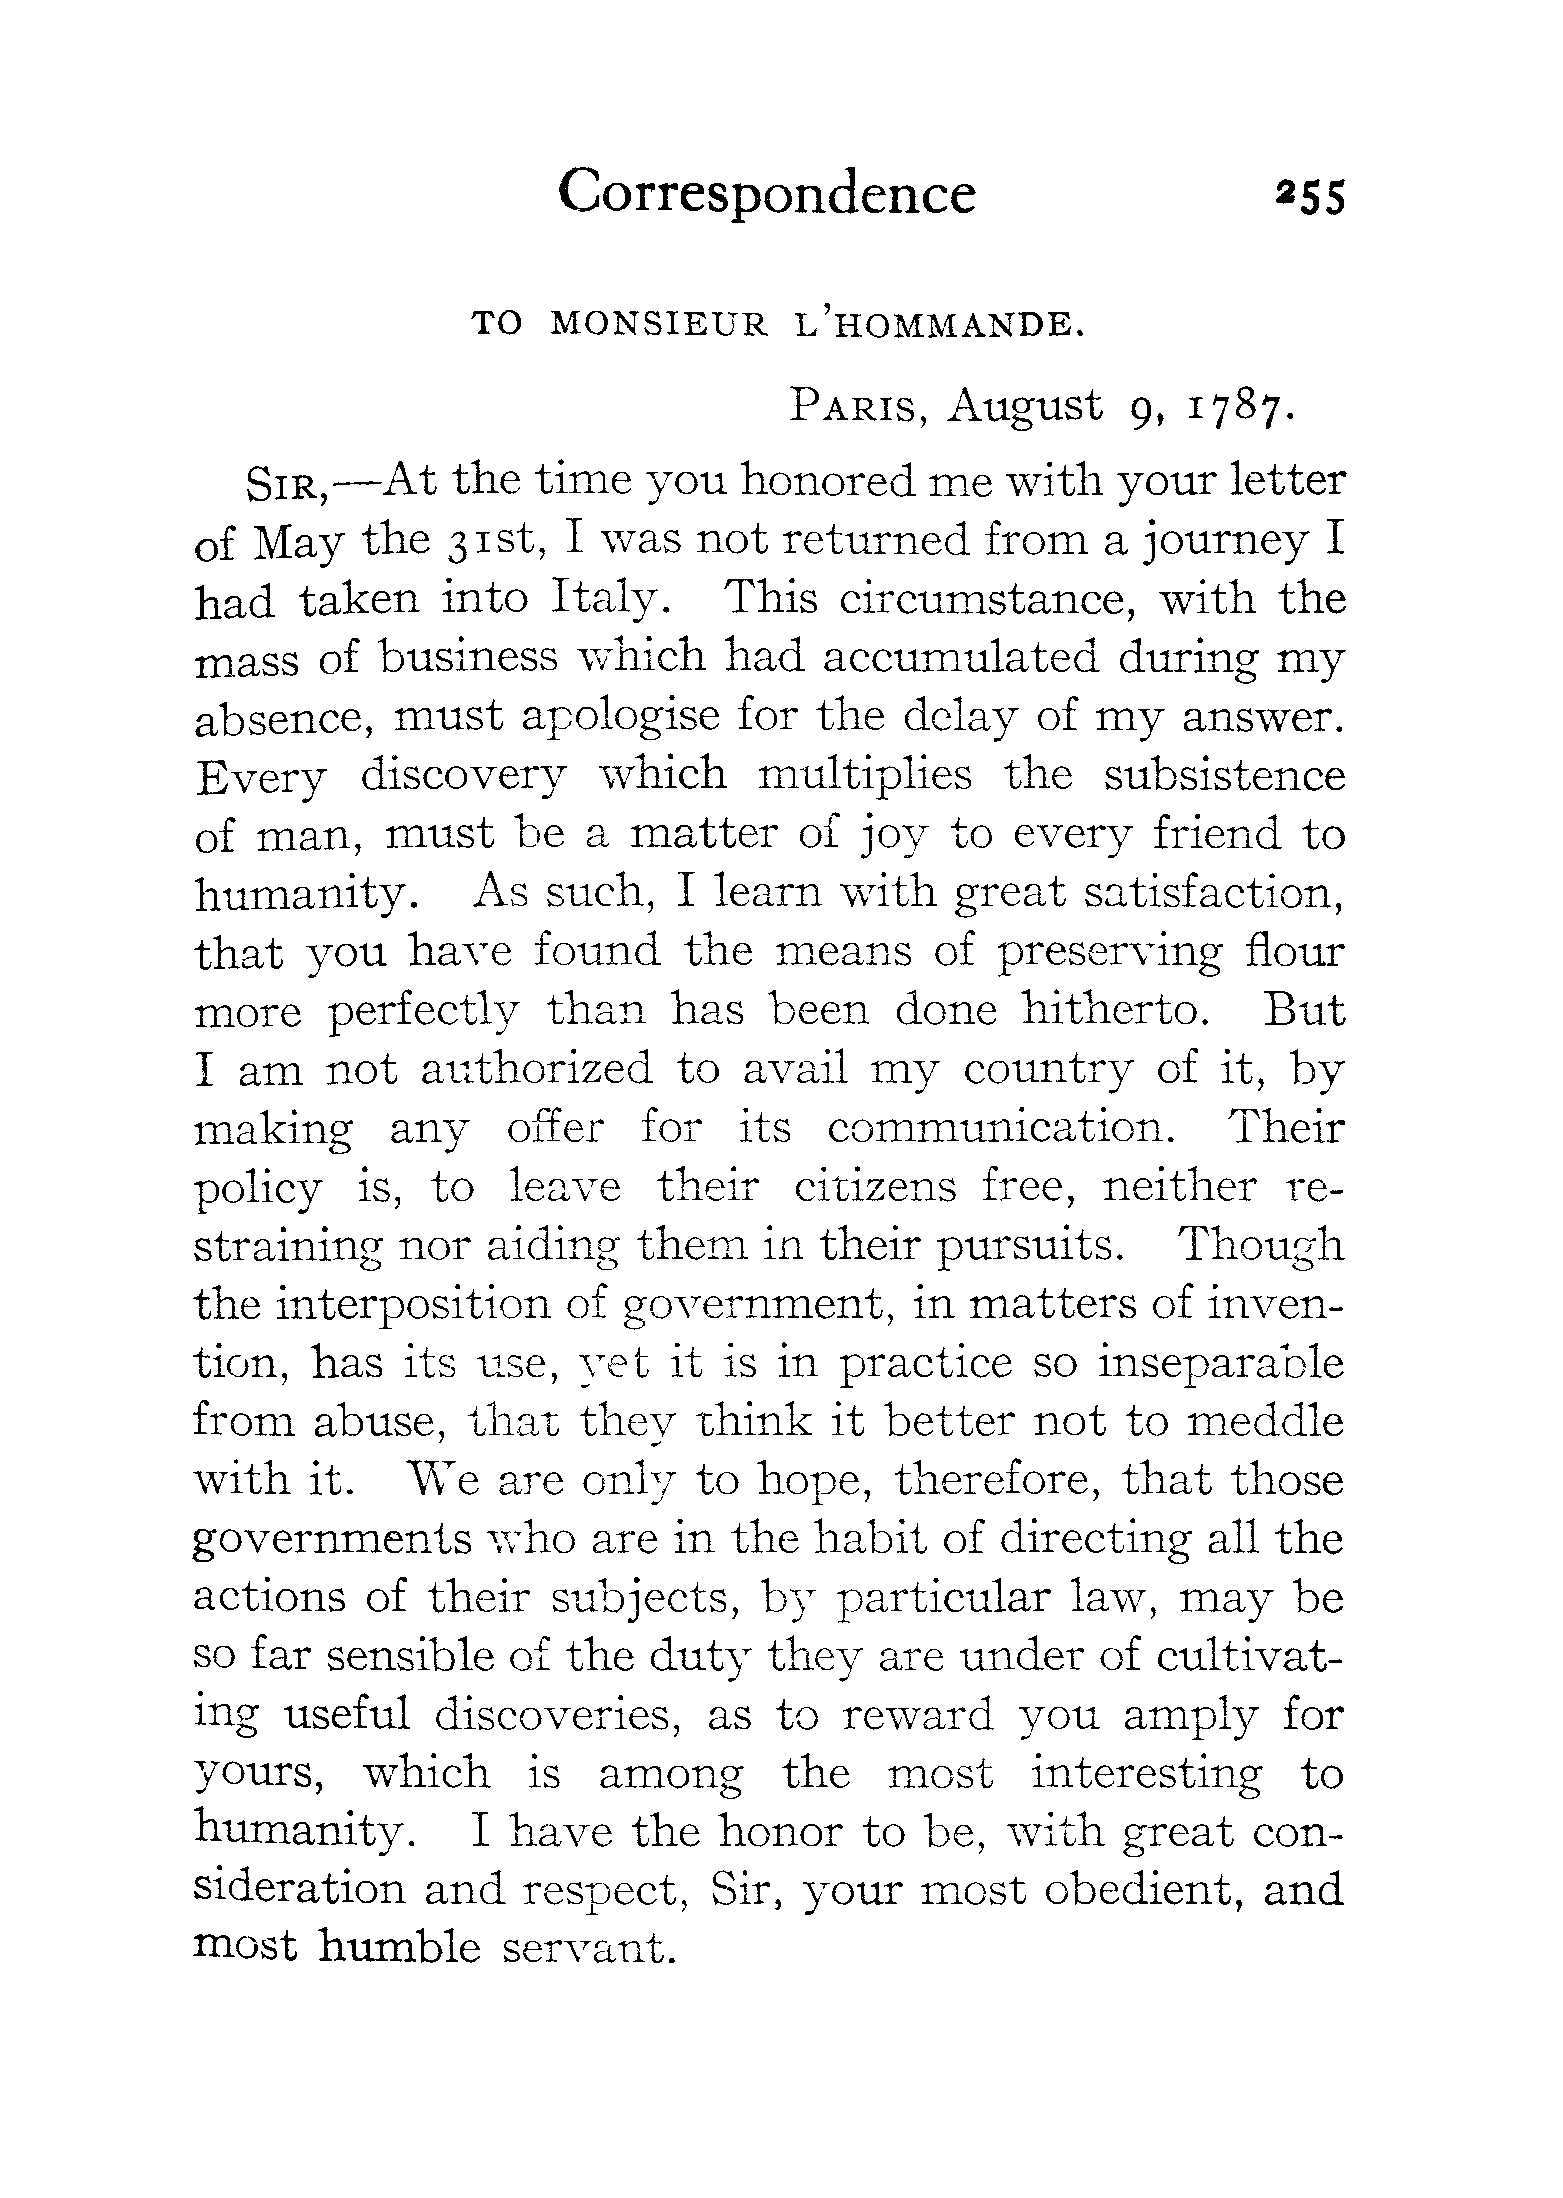 Correspondence 255
TO MONSIEUR L'HOMMANDE.
PARIS, August 9, 1787.
SIR,—At the time you honored me with your letter
of May the 31st, I was not returned from a journey I
had taken into Italy. This circumstance, with the
mass of business which had accumulated during my
absence, must apologise for the delay of my answer.
Every discovery which multiplies the subsistence
of man, must be a matter of joy to every friend to
humanity. As such, I learn with great satisfaction,
that you have found the means of preserving flour
more perfectly than has been done hitherto. But
I am not authorized to avail my country of it, by
making any offer for its communication. Their
policy is, to leave their citizens free, neither re-
straining nor aiding them in their pursuits. Though
the interposition of government, in matters of inven-
tion, has its use, yet it is in practice so inseparable
from abuse, that they think it better not to meddle
with it. We are only to hope, therefore, that those
governments who are in the habit of directing all the
actions of their subjects, by particular law, may be
so far sensible of the duty they are under of cultivat-
ing useful discoveries, as to reward you amply for
yours, which is among the most interesting to
humanity. I have the honor to be, with great con-
sideration and respect, Sir, your most obedient, and
most humble servant.